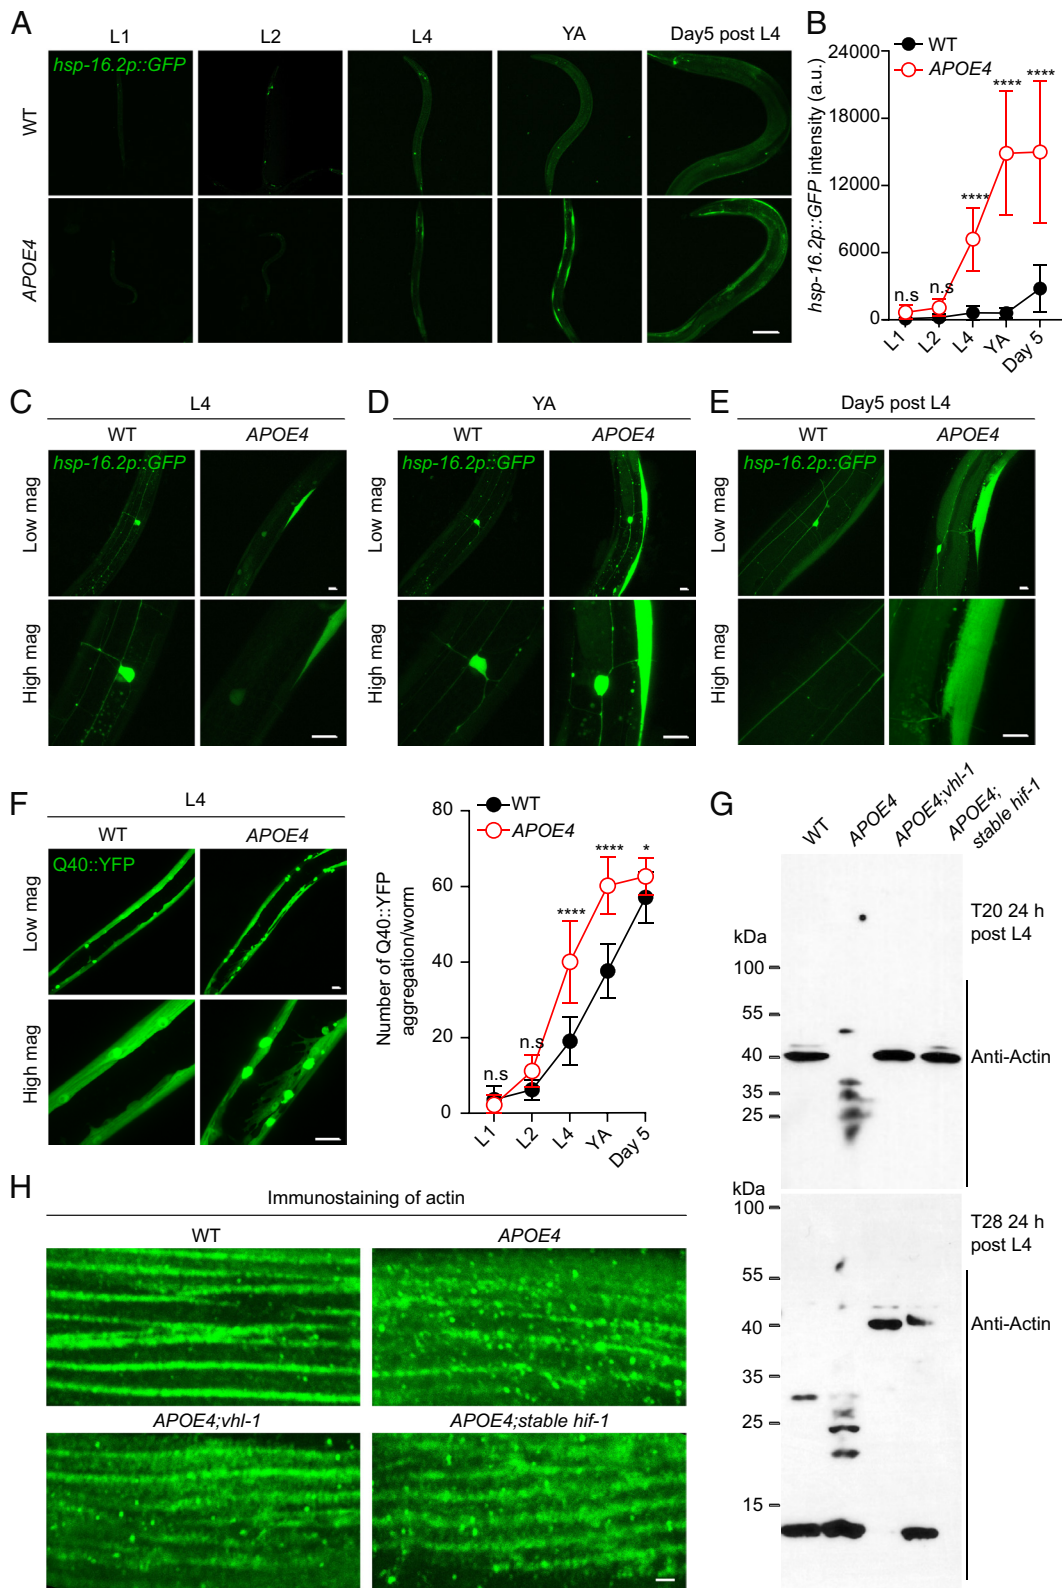 A
L1
L2
L4
YA
Day5 post L4
hsp-16.2p::GFP
WT
APOE4
B
WT
APOE4
hsp-16.2p::GFP intensity (a.u.)
24000
18000
12000
6000
0
n.s
n.s
****
****
****
L1
L2
L4
YA
Day 5
C
L4
WT
APOE4
hsp-16.2p::GFP
Low mag
High mag
D
YA
WT
APOE4
hsp-16.2p::GFP
Low mag
High mag
E
Day5 post L4
WT
APOE4
hsp-16.2p::GFP
Low mag
High mag
F
L4
WT
APOE4
Q40::YFP
Low mag
High mag
WT
APOE4
Number of Q40::YFP
aggregation/worm
80
60
40
20
0
n.s
n.s
****
****
*
L1
L2
L4
YA
Day 5
G
WT
APOE4
APOE4;vhl-1
APOE4;
stable hif-1
T20 24 h
post L4
kDa
100
55
40
35
25
Anti-Actin
kDa
100
55
40
35
25
15
T28 24 h
post L4
Anti-Actin
H
Immunostaining of actin
WT
APOE4
APOE4;vhl-1
APOE4;stable hif-1